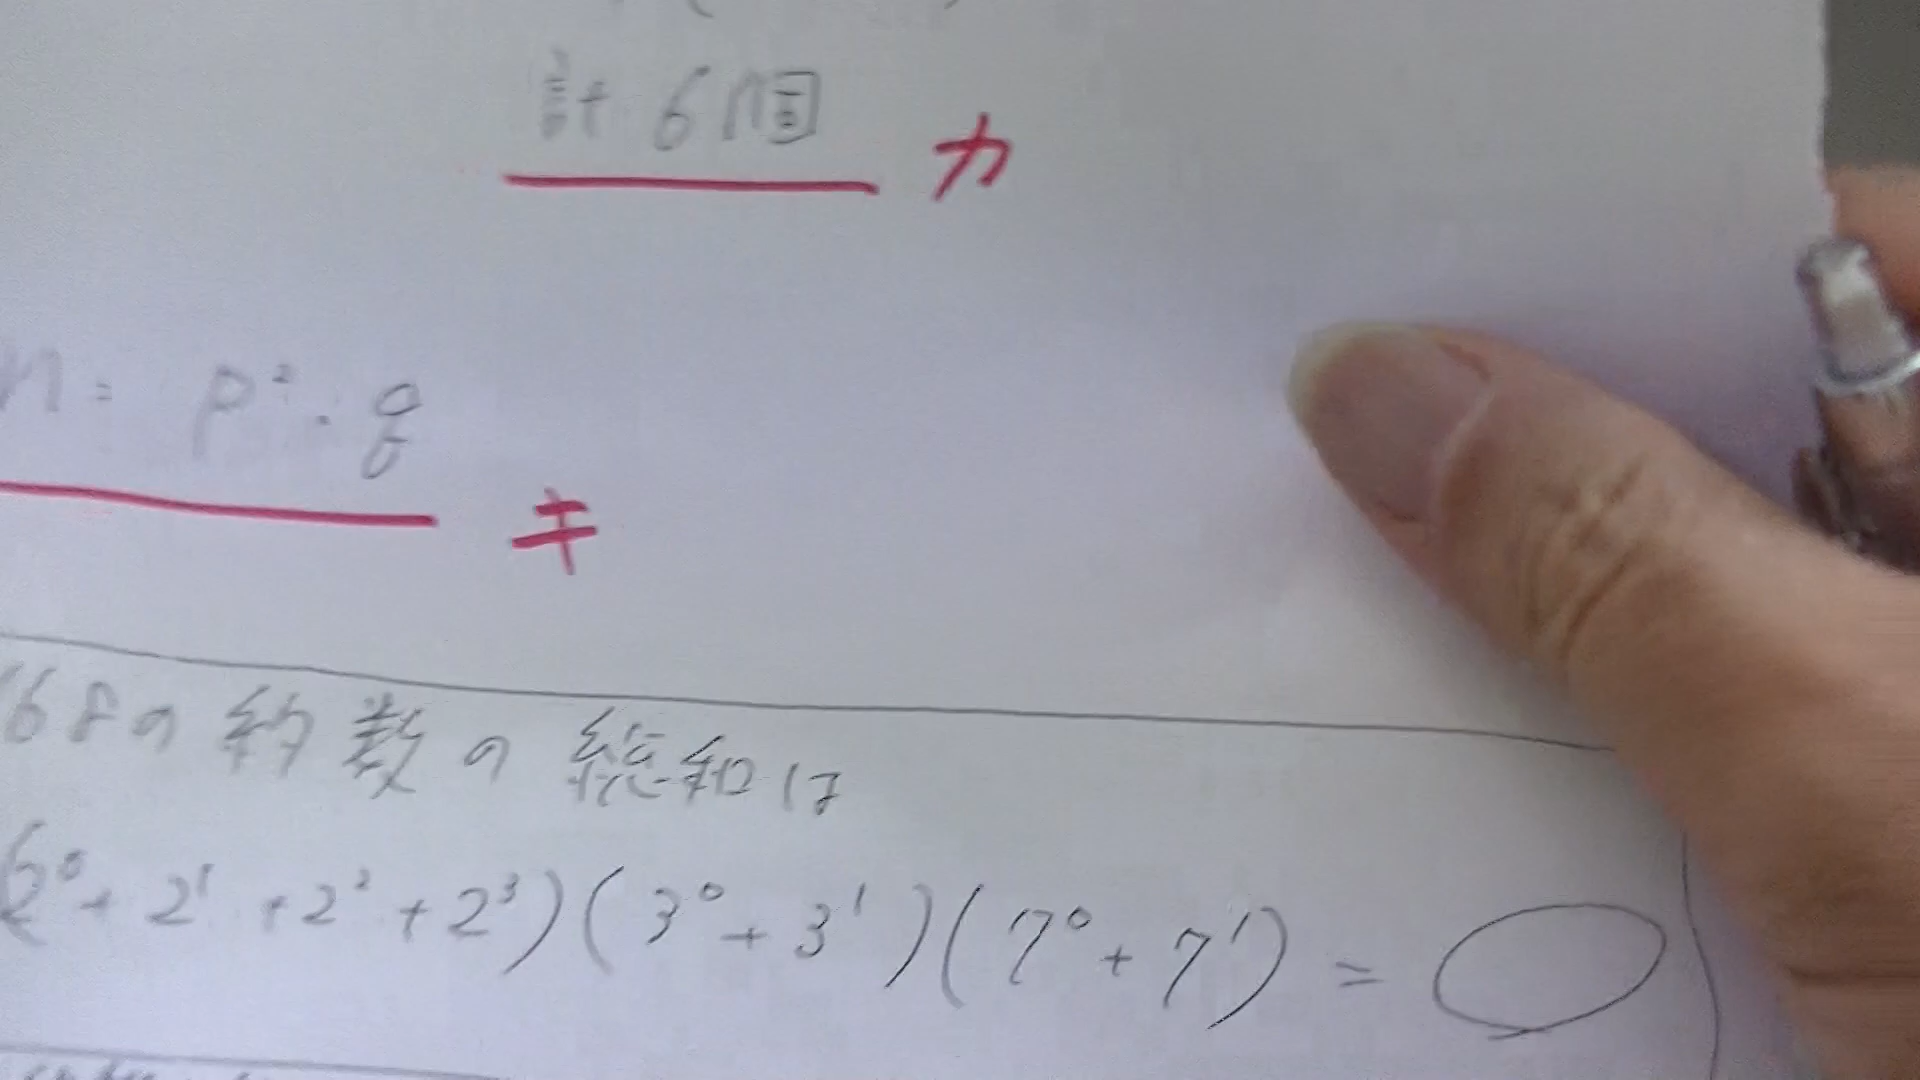 計6個 カ
n = p²・q キ
168の約数の総和は
(2⁰+2¹+2²+2³)(3⁰+3¹)(7⁰+7¹)=